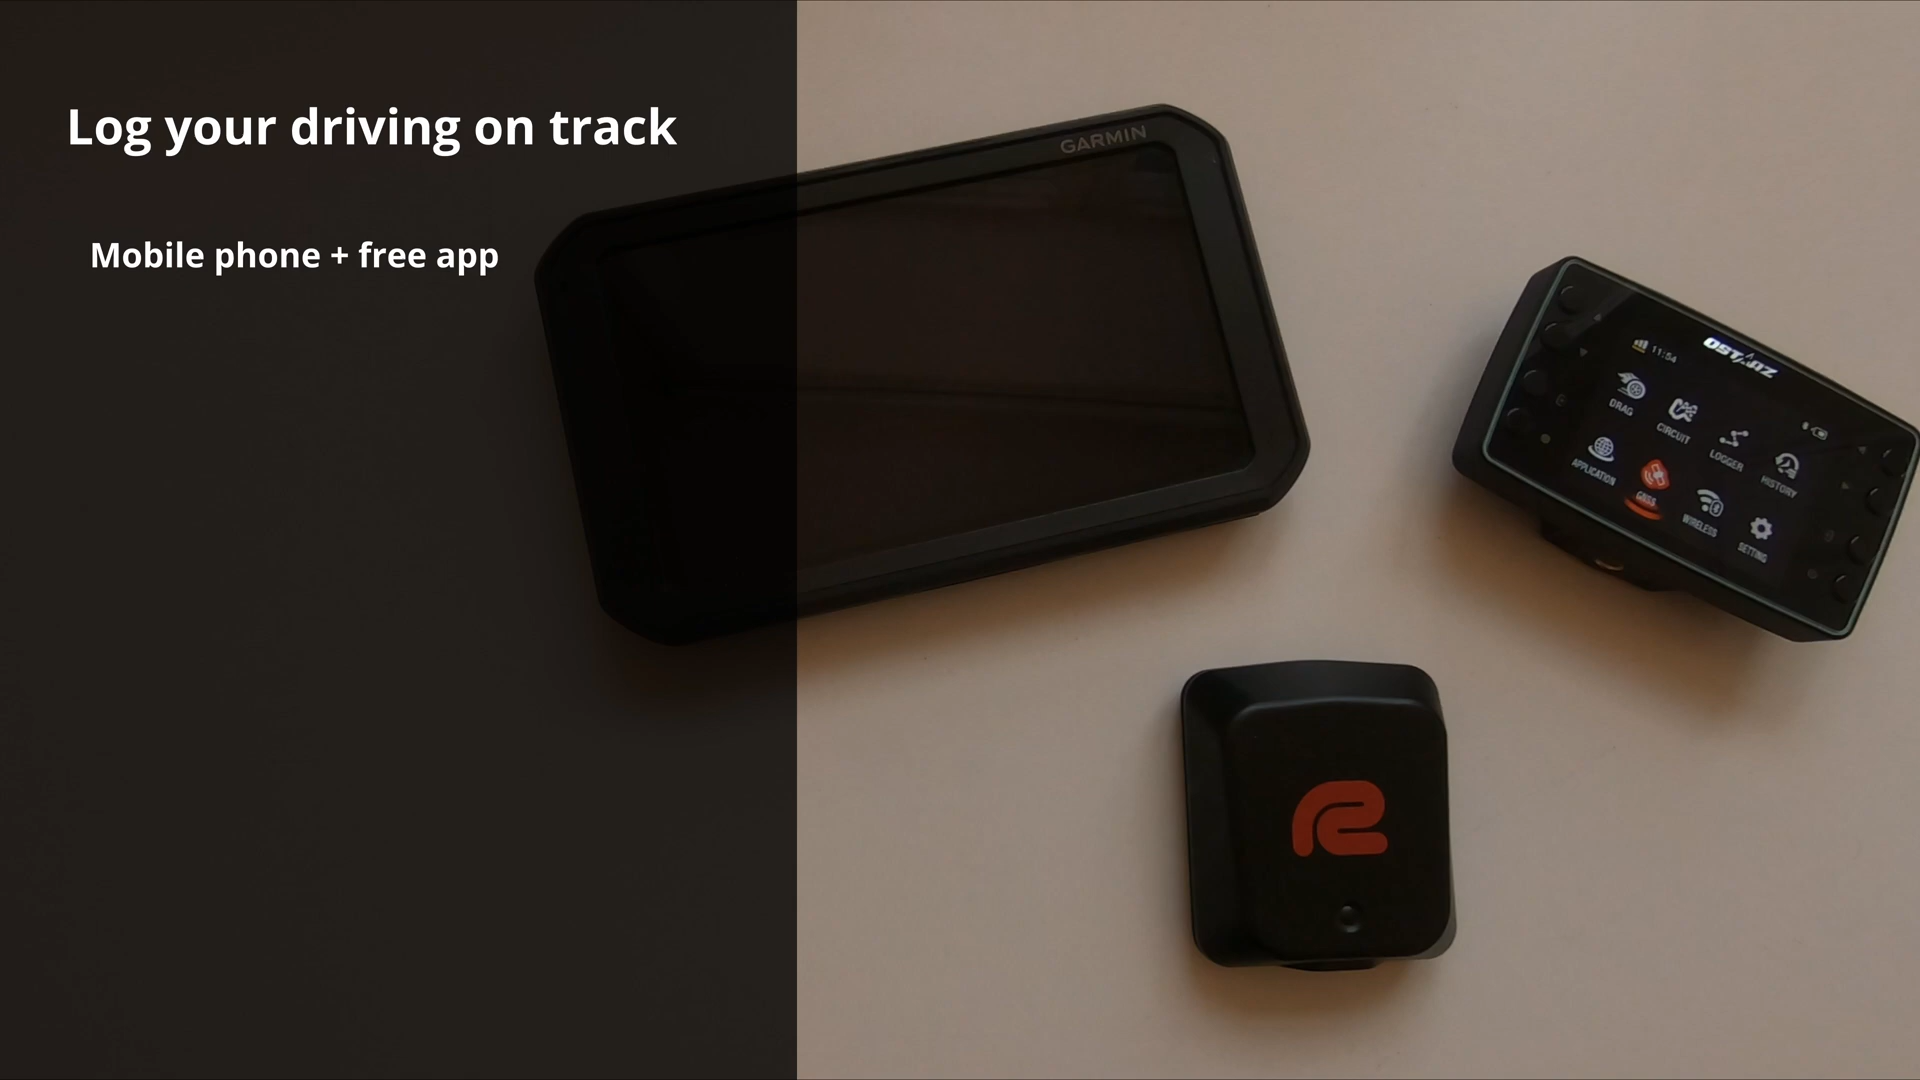 Log your driving on track
Mobile phone + free app
GARMIN
QSTARZ
11:54
DRAG
CIRCUIT
LOGGER
HISTORY
APPLICATION
GNSS
WIRELESS
SETTING